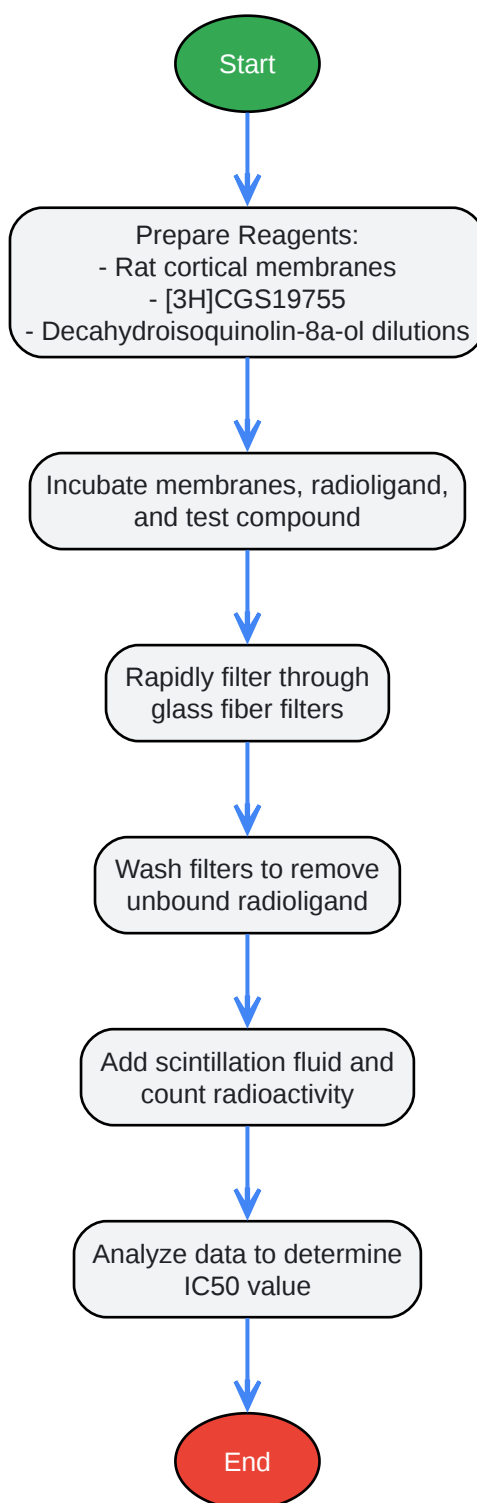 Start
Prepare Reagents:
- Rat cortical membranes
- [3H]CGS19755
- Decahydroisoquinolin-8a-ol dilutions
Incubate membranes, radioligand,
and test compound
Rapidly filter through
glass fiber filters
Wash filters to remove
unbound radioligand
Add scintillation fluid and
count radioactivity
Analyze data to determine
IC50 value
End